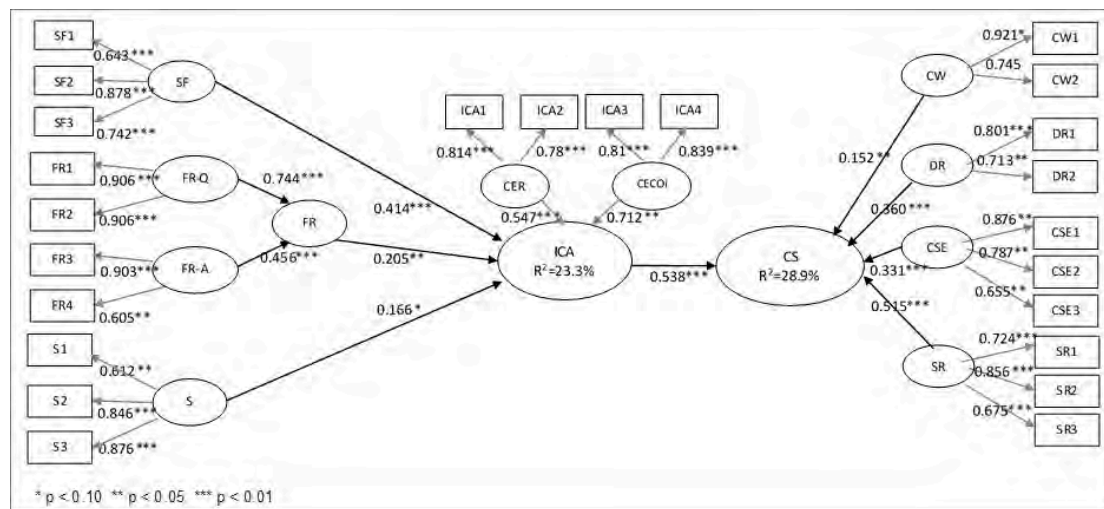 SF1
0.643 ***
SF2
0.878 ***
SF3
0.742 ***
SF
FR1
0.906 ***
FR2
0.906 ***
FR-Q
0.744 ***
FR3
0.903 ***
FR4
0.605 **
FR-A
0.456 ***
FR
S1
0.612 **
S2
0.846 ***
S3
0.876 ***
S
0.414 ***
0.205 **
0.166 *
ICA1
ICA2
ICA3
ICA4
0.814 ***
0.78 ***
0.81 ***
0.839 ***
CER
CECOI
0.547 ***
0.712 **
ICA
R²=23.3%
0.538 ***
CS
R²=28.9%
0.152 **
0.360 ***
0.331 ***
0.515 ***
CW
0.921 *
CW1
0.745
CW2
DR
0.801 ***
DR1
0.713 **
DR2
CSE
0.876 **
CSE1
0.787 **
CSE2
0.655 **
CSE3
SR
0.724 ***
SR1
0.856 ***
SR2
0.675 ***
SR3
* p < 0.10 ** p < 0.05 *** p < 0.01